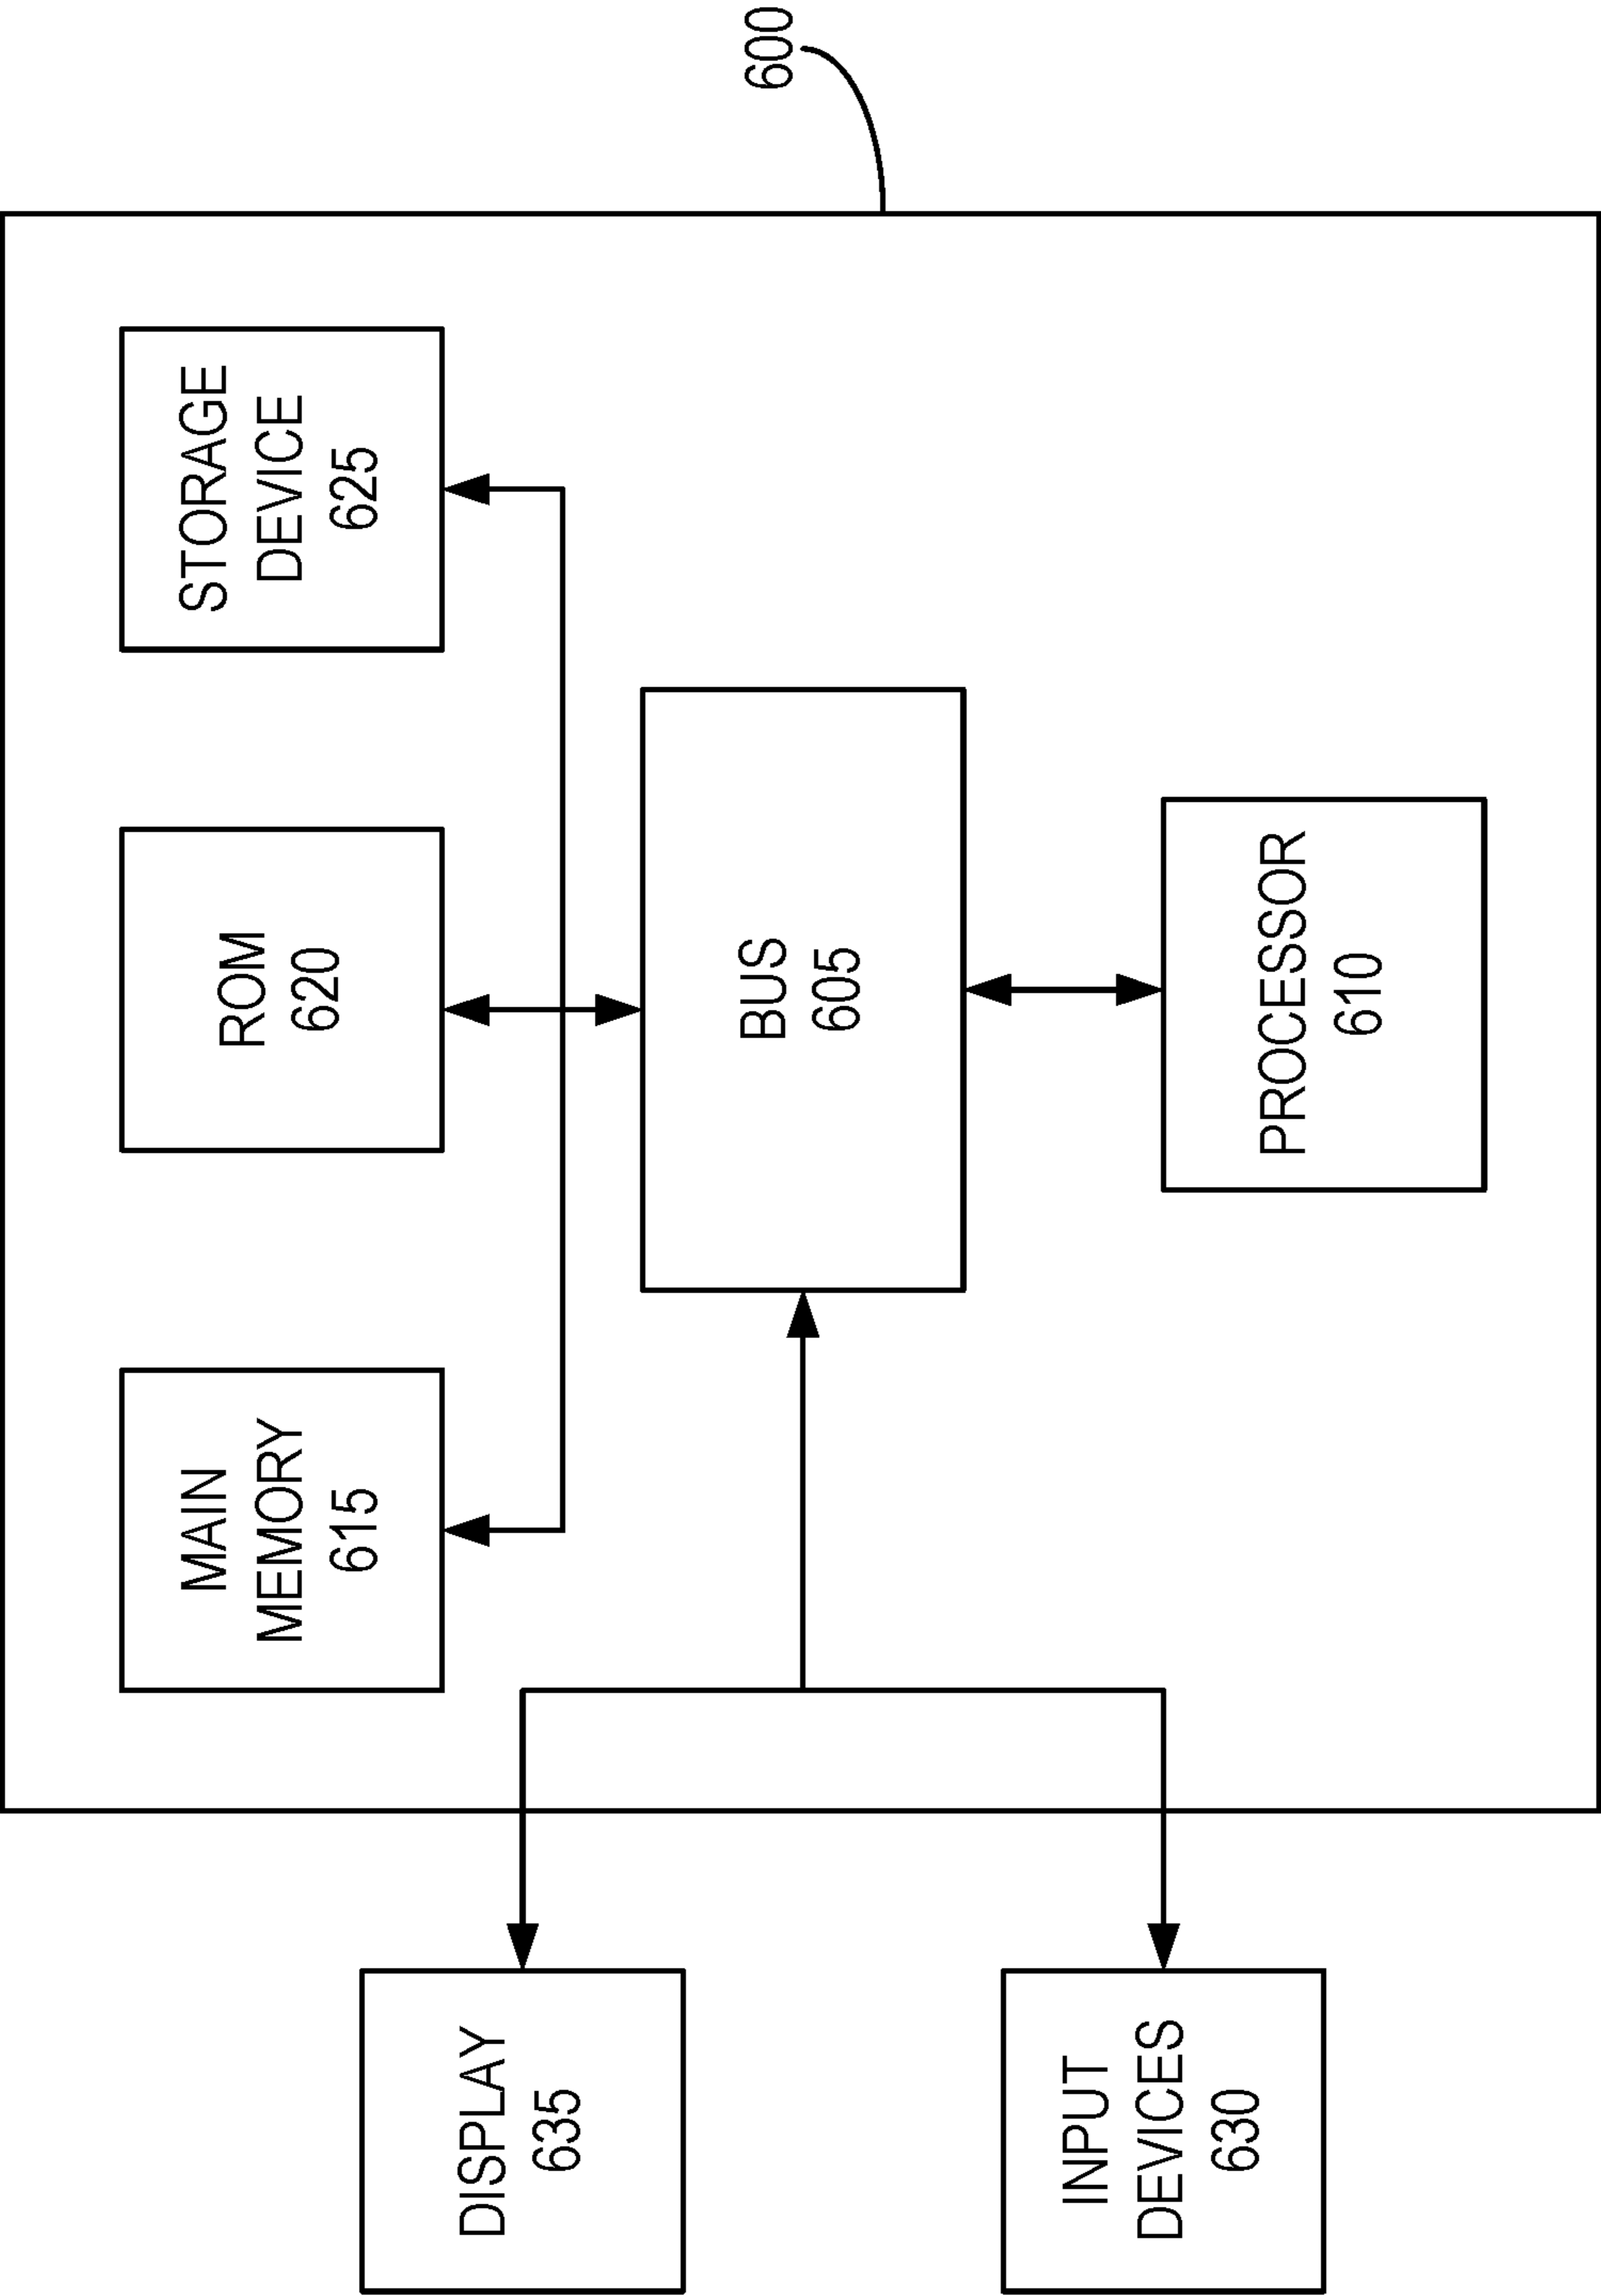 MAIN
MEMORY
615
ROM
620
STORAGE
DEVICE
625
DISPLAY
635
BUS
605
600
INPUT
DEVICES
630
PROCESSOR
610